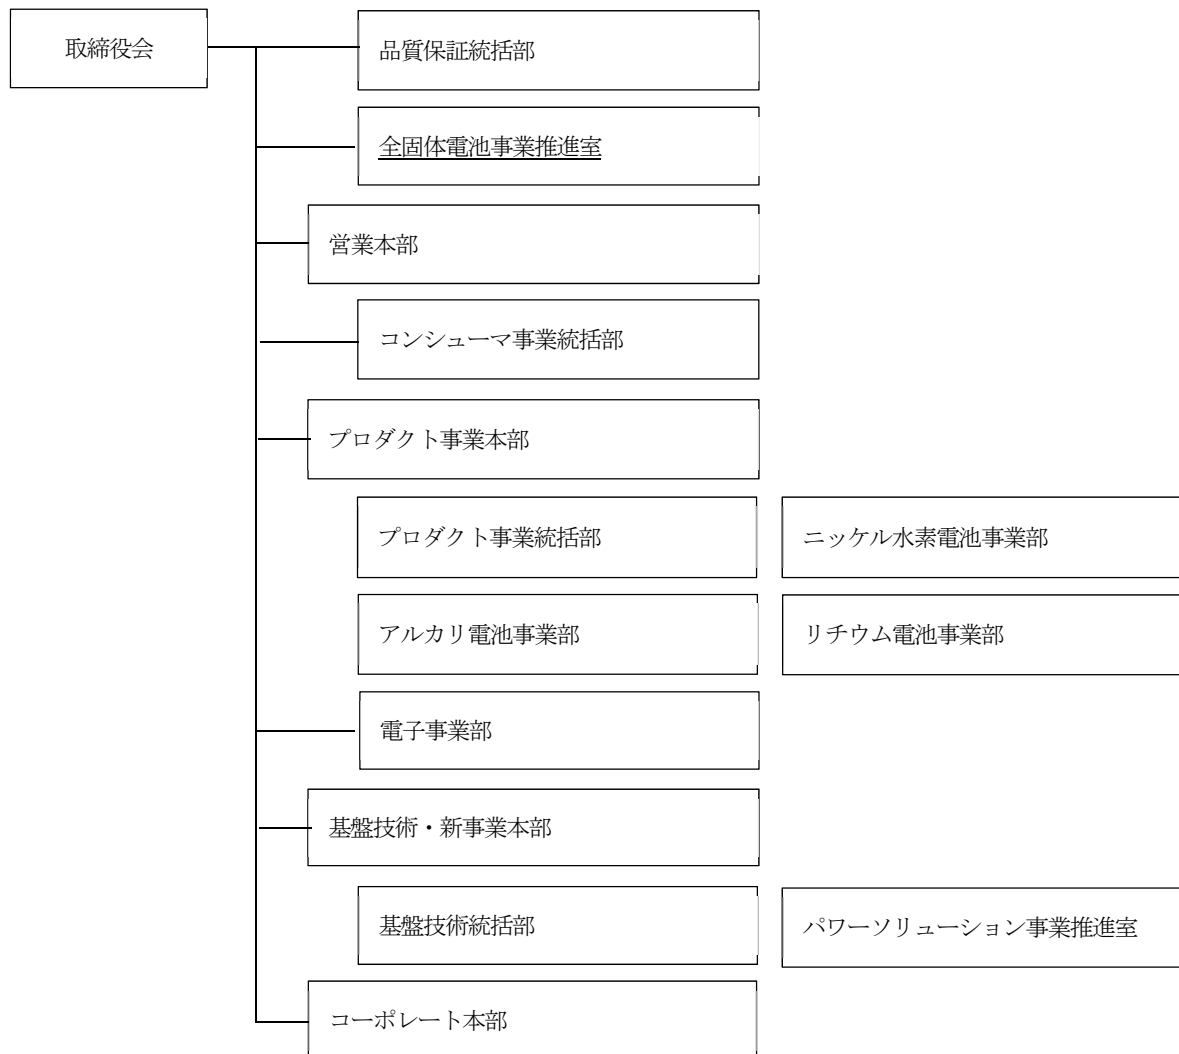 取締役会
品質保証統括部
全固体電池事業推進室
営業本部
コンシューマ事業統括部
プロダクト事業本部
プロダクト事業統括部
ニッケル水素電池事業部
アルカリ電池事業部
リチウム電池事業部
電子事業部
基盤技術・新事業本部
基盤技術統括部
パワーソリューション事業推進室
コーポレート本部